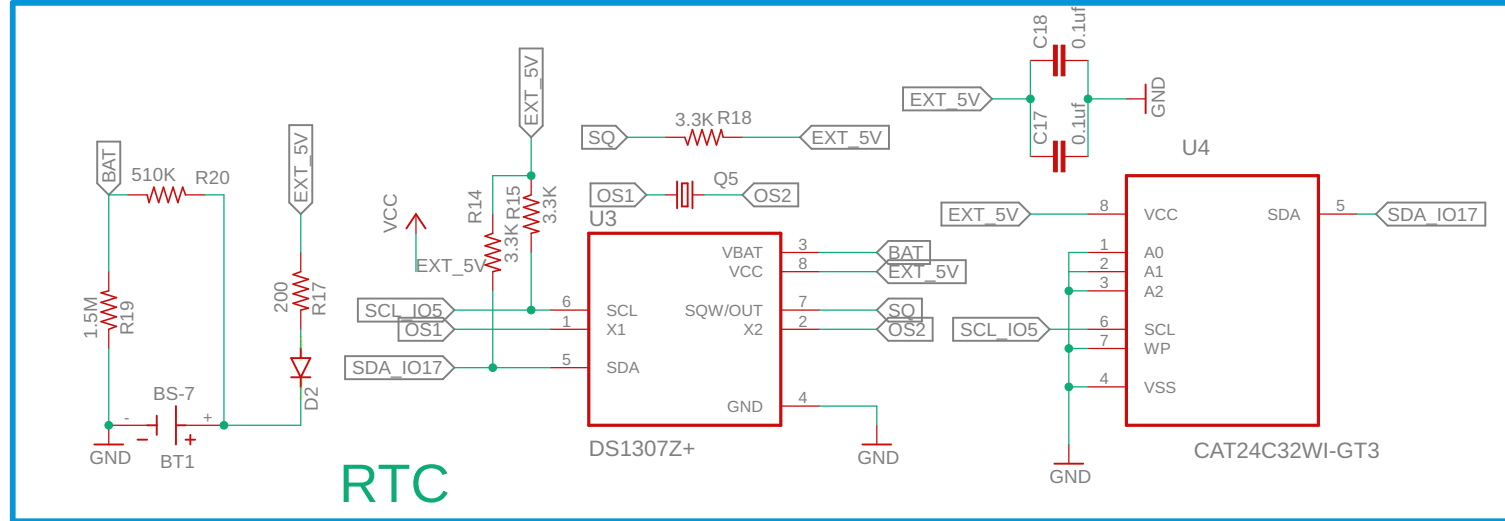 C18
0.1uf
EXT_5V
GND
C17
0.1uf
EXT_5V
SQ
3.3K
R18
EXT_5V
OS1
Q5
OS2
BAT
510K
R20
EXT_5V
200
R17
D2
1.5M
R19
BS-7
-
+
GND
BT1
VCC
EXT_5V
R14
3.3K
R15
3.3K
U3
SCL_IO5
6
SCL
OS1
1
X1
SDA_IO17
5
SDA
VBAT
3
BAT
VCC
8
EXT_5V
SQW/OUT
7
SQ
X2
2
OS2
GND
4
GND
DS1307Z+
U4
EXT_5V
8
VCC
SDA
5
SDA_IO17
1
A0
2
A1
3
A2
SCL_IO5
6
SCL
7
WP
4
VSS
GND
CAT24C32WI-GT3
RTC